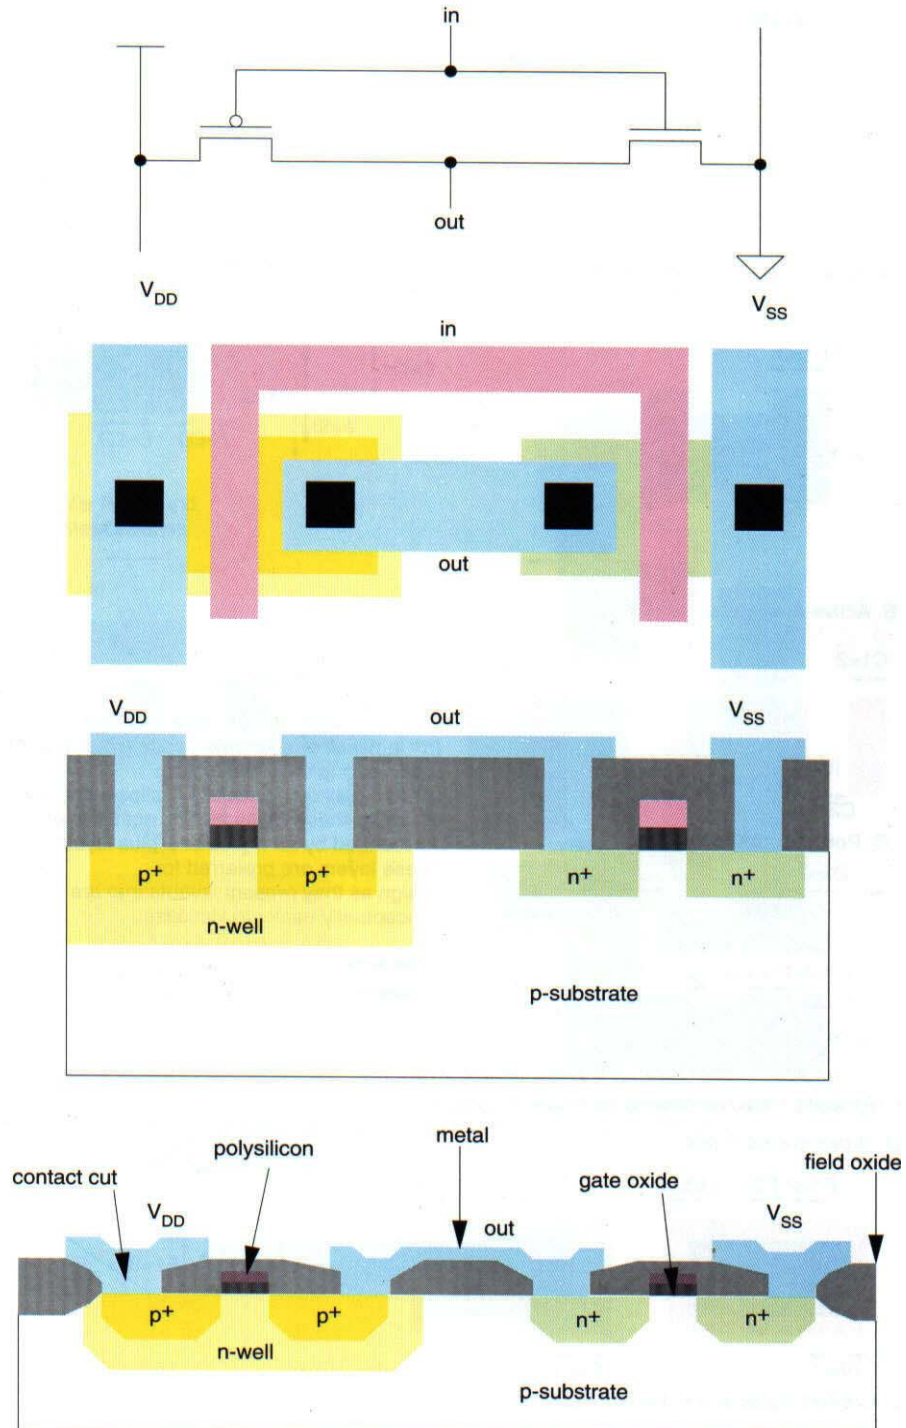 in
out
V_DD
V_SS
in
out
V_DD
out
V_SS
p+
p+
n+
n+
n-well
p-substrate
metal
polysilicon
field oxide
contact cut
gate oxide
V_DD
out
V_SS
p+
p+
n+
n+
n-well
p-substrate